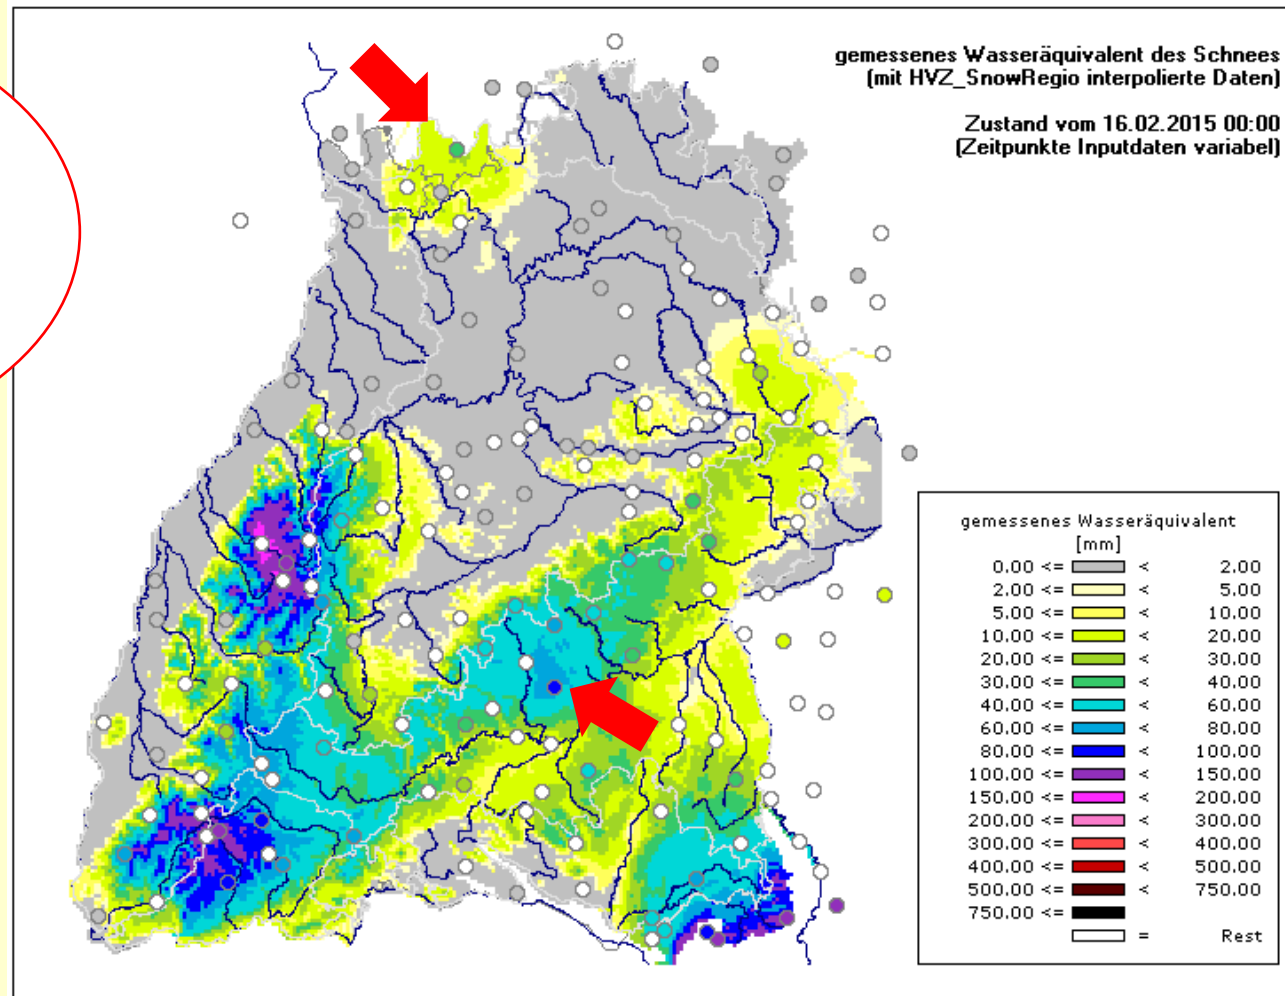 gemessenes Wasseräquivalent des Schnees
(mit HVZ_SnowRegio interpolierte Daten)
Zustand vom 16.02.2015 00:00
(Zeitpunkte Inputdaten variabel)
gemessenes Wasseräquivalent
[mm]
0.00 <= < 2.00
2.00 <= < 5.00
5.00 <= < 10.00
10.00 <= < 20.00
20.00 <= < 30.00
30.00 <= < 40.00
40.00 <= < 60.00
60.00 <= < 80.00
80.00 <= < 100.00
100.00 <= < 150.00
150.00 <= < 200.00
200.00 <= < 300.00
300.00 <= < 400.00
400.00 <= < 500.00
500.00 <= < 750.00
750.00 <=
= Rest